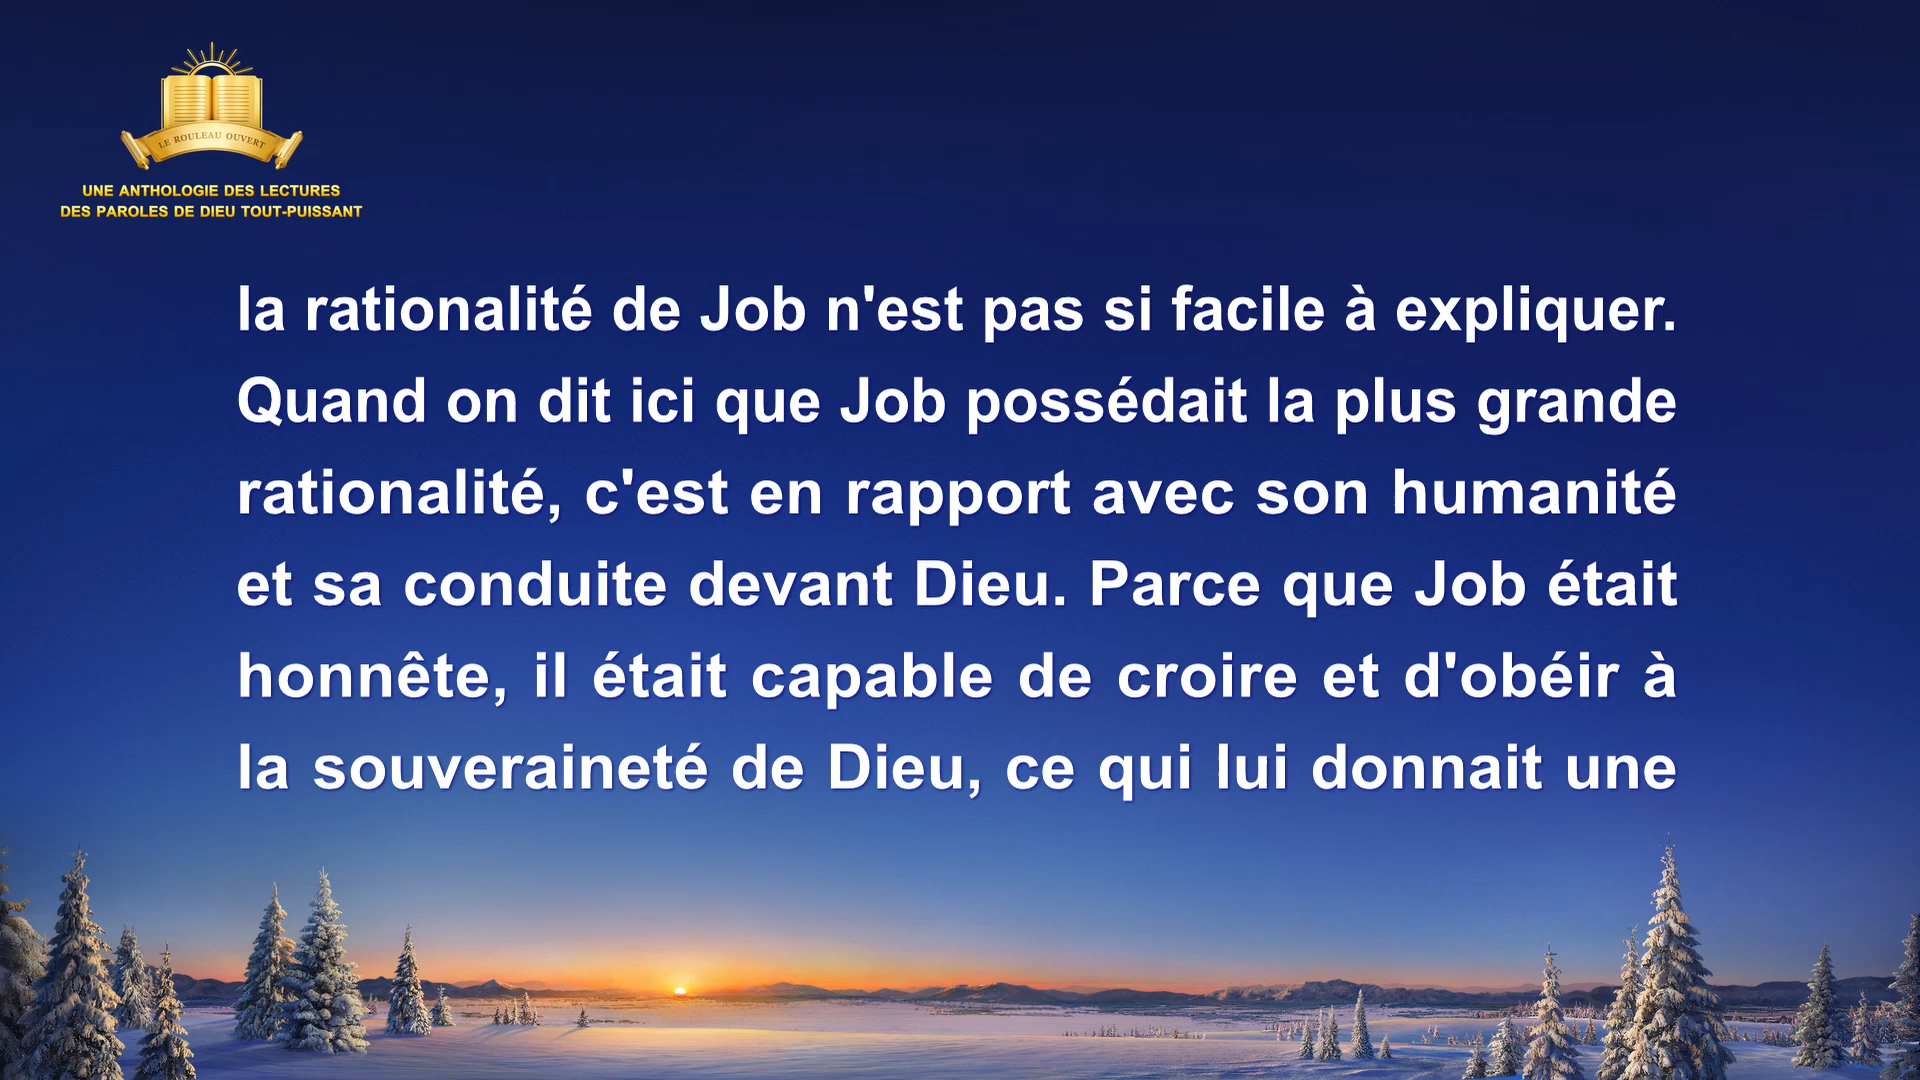 LE ROULEAU OUVERT
UNE ANTHOLOGIE DES LECTURES
DES PAROLES DE DIEU TOUT-PUISSANT
la rationalité de Job n'est pas si facile à expliquer.
Quand on dit ici que Job possédait la plus grande
rationalité, c'est en rapport avec son humanité
et sa conduite devant Dieu. Parce que Job était
honnête, il était capable de croire et d'obéir à
la souveraineté de Dieu, ce qui lui donnait une